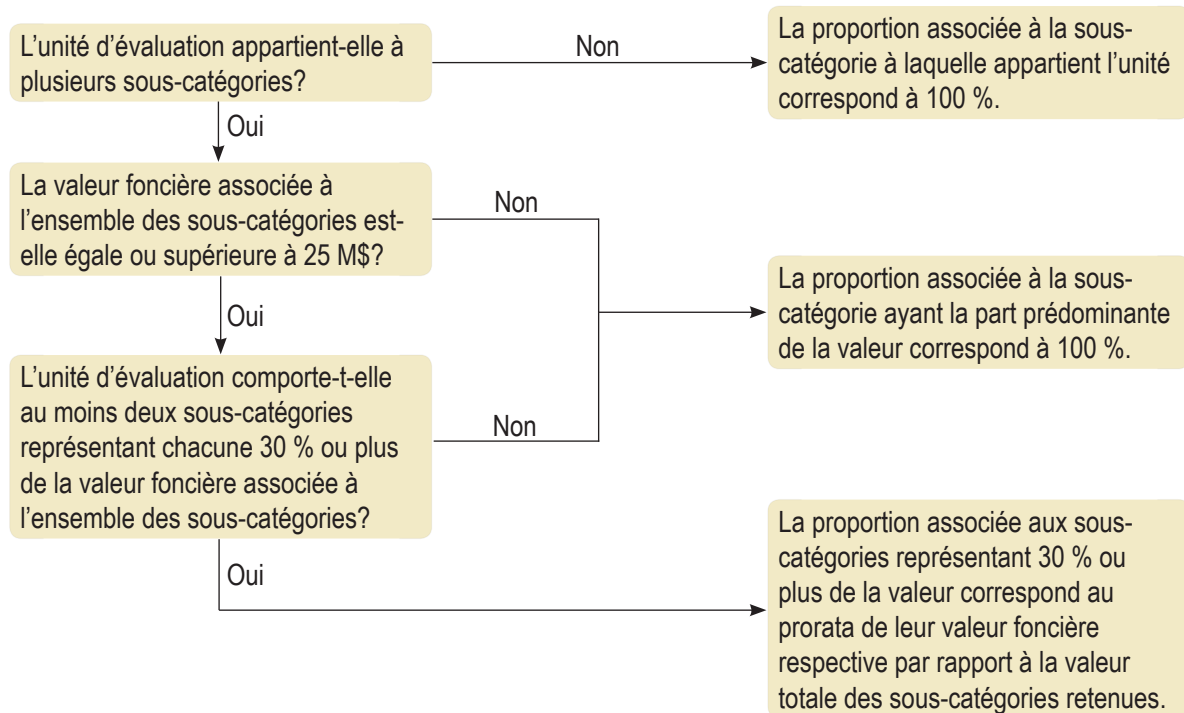 L’unité d’évaluation appartient-elle à
plusieurs sous-catégories?
Non
La proportion associée à la sous-
catégorie à laquelle appartient l’unité
correspond à 100 %.
Oui
La valeur foncière associée à
l’ensemble des sous-catégories est-
elle égale ou supérieure à 25 M$?
Non
La proportion associée à la sous-
catégorie ayant la part prédominante
de la valeur correspond à 100 %.
Oui
L’unité d’évaluation comporte-t-elle
au moins deux sous-catégories
représentant chacune 30 % ou plus
de la valeur foncière associée à
l’ensemble des sous-catégories?
Non
Oui
La proportion associée aux sous-
catégories représentant 30 % ou
plus de la valeur correspond au
prorata de leur valeur foncière
respective par rapport à la valeur
totale des sous-catégories retenues.